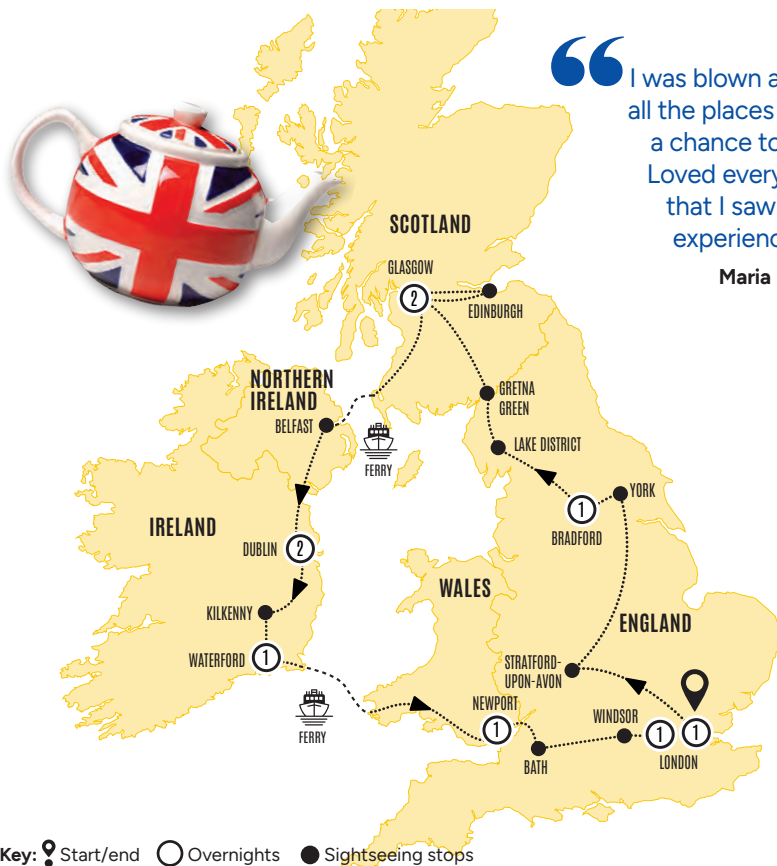 “
I was blown a
all the places
a chance to
Loved every
that I saw
experienc
Maria
SCOTLAND
GLASGOW
2
EDINBURGH
GRETNA
GREEN
NORTHERN
IRELAND
BELFAST
FERRY
LAKE DISTRICT
YORK
1
BRADFORD
IRELAND
DUBLIN
2
WALES
KILKENNY
ENGLAND
WATERFORD
1
STRATFORD-
UPON-AVON
NEWPORT
1
WINDSOR
1
1
LONDON
FERRY
BATH
Key: Start/end Overnights Sightseeing stops